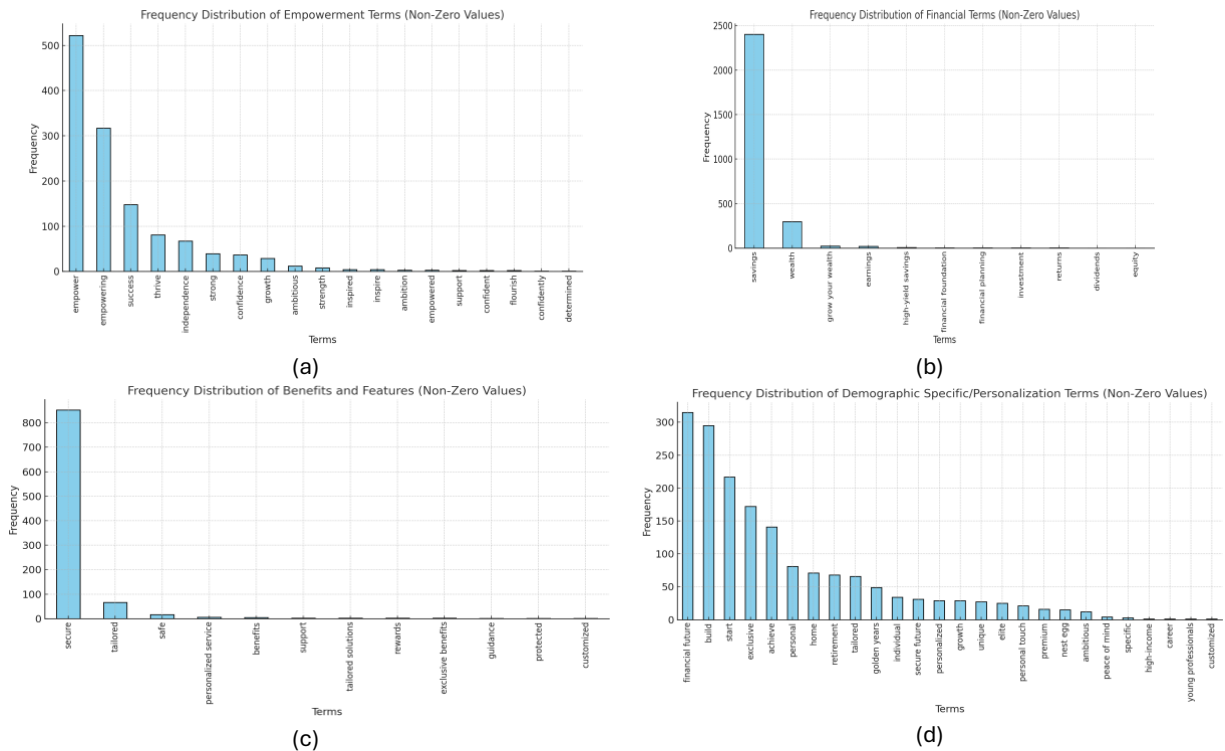 Frequency Distribution of Empowerment Terms (Non-Zero Values)
500
400
300
200
100
0
Frequency
empower
empowering
success
thrive
independence
strong
confidence
growth
ambitious
strength
inspired
inspire
ambition
empowered
support
confident
flourish
confidently
determined
Terms
(a)
Frequency Distribution of Financial Terms (Non-Zero Values)
2500
2000
1500
1000
500
0
Frequency
savings
wealth
grow your wealth
earnings
high-yield savings
financial foundation
financial planning
investment
returns
dividends
equity
Terms
(b)
Frequency Distribution of Benefits and Features (Non-Zero Values)
800
700
600
500
400
300
200
100
0
Frequency
secure
tailored
safe
personalized service
benefits
support
tailored solutions
rewards
exclusive benefits
guidance
protected
customized
Terms
(c)
Frequency Distribution of Demographic Specific/Personalization Terms (Non-Zero Values)
300
250
200
150
100
50
0
Frequency
financial future
build
start
exclusive
achieve
personal
home
retirement
tailored
golden years
individual
secure future
personalized
growth
unique
elite
personal touch
premium
nest egg
ambitious
peace of mind
specific
high-income
career
young professionals
customized
Terms
(d)